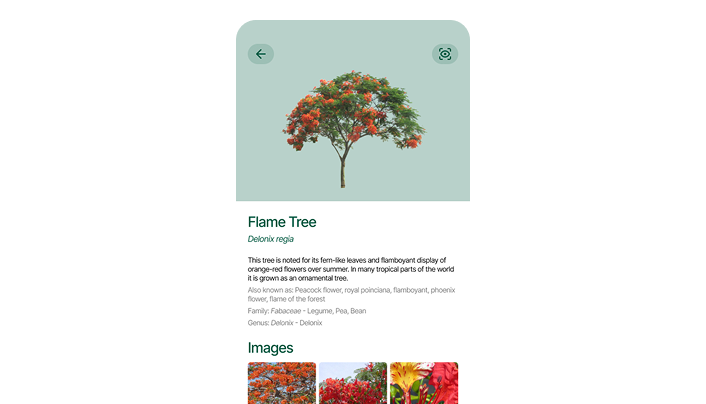 Flame Tree
Delonix regia
This tree is noted for its fern-like leaves and flamboyant display of
orange-red flowers over summer. In many tropical parts of the world
it is grown as an ornamental tree.
Also known as: Peacock flower, royal poinciana, flamboyant, phoenix
flower, flame of the forest
Family: Fabaceae - Legume, Pea, Bean
Genus: Delonix - Delonix
Images